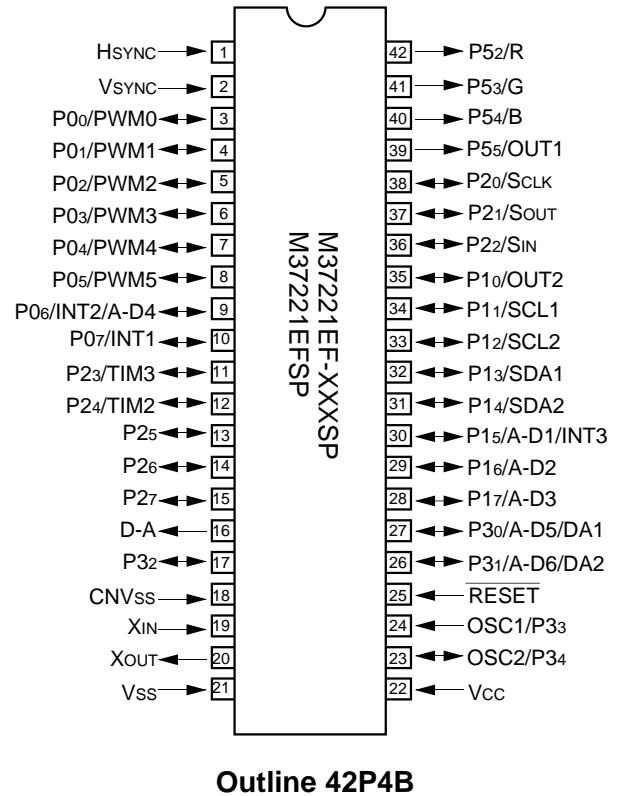 HSYNC 1
VSYNC 2
P00/PWM0 3
P01/PWM1 4
P02/PWM2 5
P03/PWM3 6
P04/PWM4 7
P05/PWM5 8
P06/INT2/A-D4 9
P07/INT1 10
P23/TIM3 11
P24/TIM2 12
P25 13
P26 14
P27 15
D-A 16
P32 17
CNVSS 18
XIN 19
XOUT 20
VSS 21
M37221EF-XXXSP
M37221EFSP
42 P52/R
41 P53/G
40 P54/B
39 P55/OUT1
38 P20/SCLK
37 P21/SOUT
36 P22/SIN
35 P10/OUT2
34 P11/SCL1
33 P12/SCL2
32 P13/SDA1
31 P14/SDA2
30 P15/A-D1/INT3
29 P16/A-D2
28 P17/A-D3
27 P30/A-D5/DA1
26 P31/A-D6/DA2
25 RESET
24 OSC1/P33
23 OSC2/P34
22 VCC
Outline 42P4B